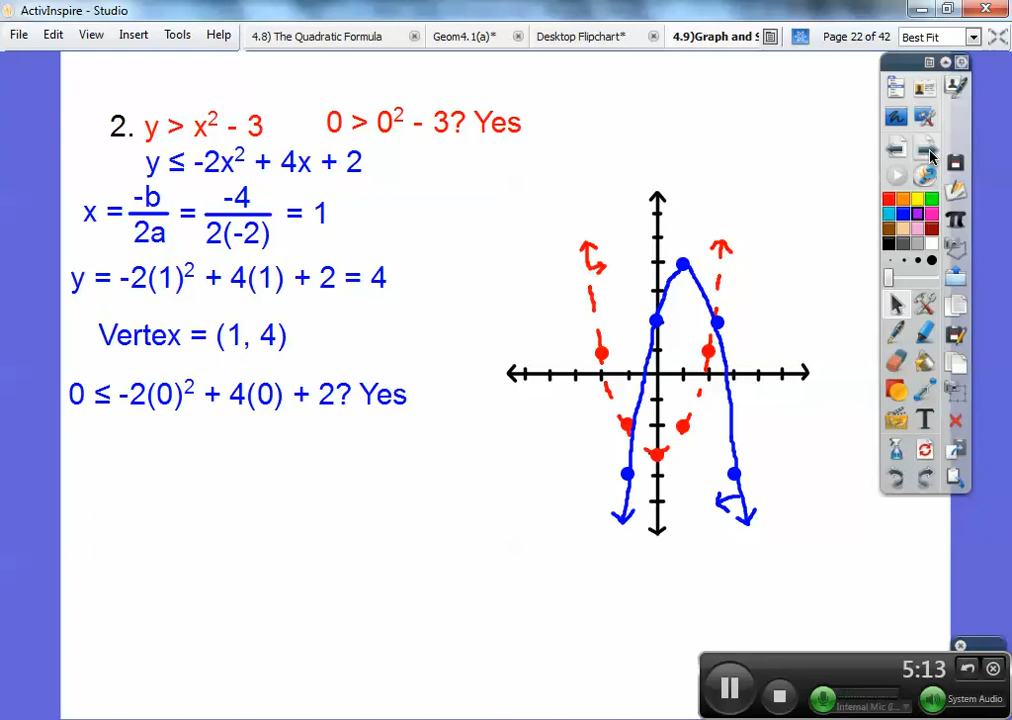 ActivInspire - Studio
File Edit View Insert Tools Help
4.8) The Quadratic Formula
Geom4.1(a)*
Desktop Flipchart*
4.9)Graph and S
Page 22 of 42
Best Fit
2. y > x² - 3 0 > 0² - 3? Yes
y ≤ -2x² + 4x + 2
x = -b/2a = -4/2(-2) = 1
y = -2(1)² + 4(1) + 2 = 4
Vertex = (1, 4)
0 ≤ -2(0)² + 4(0) + 2? Yes
5:13
Internal Mic (I...
System Audio